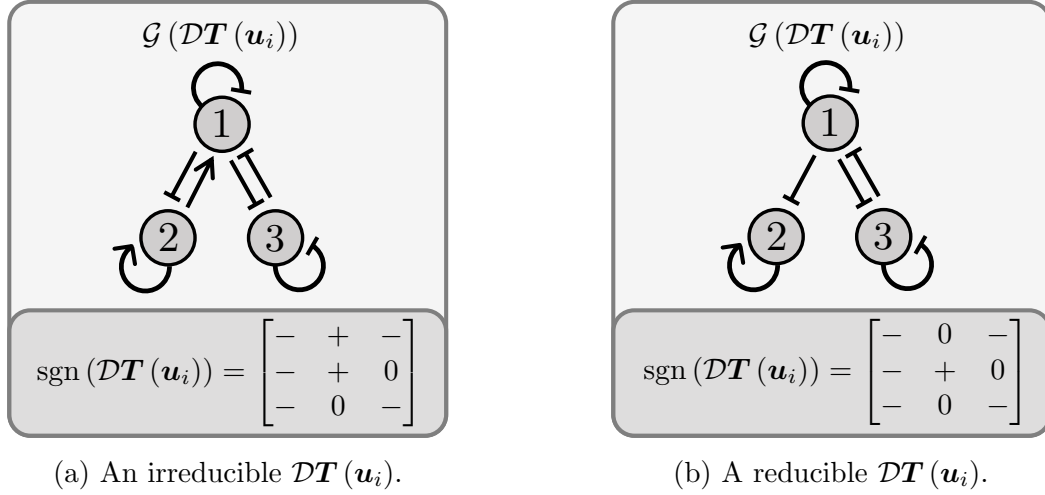 𝒢 (𝒟𝑻 (𝒖ᵢ))
1
2 3
sgn (𝒟𝑻 (𝒖ᵢ)) = [ − + −
− + 0
− 0 − ]
(a) An irreducible 𝒟𝑻 (𝒖ᵢ).
𝒢 (𝒟𝑻 (𝒖ᵢ))
1
2 3
sgn (𝒟𝑻 (𝒖ᵢ)) = [ − 0 −
− + 0
− 0 − ]
(b) A reducible 𝒟𝑻 (𝒖ᵢ).